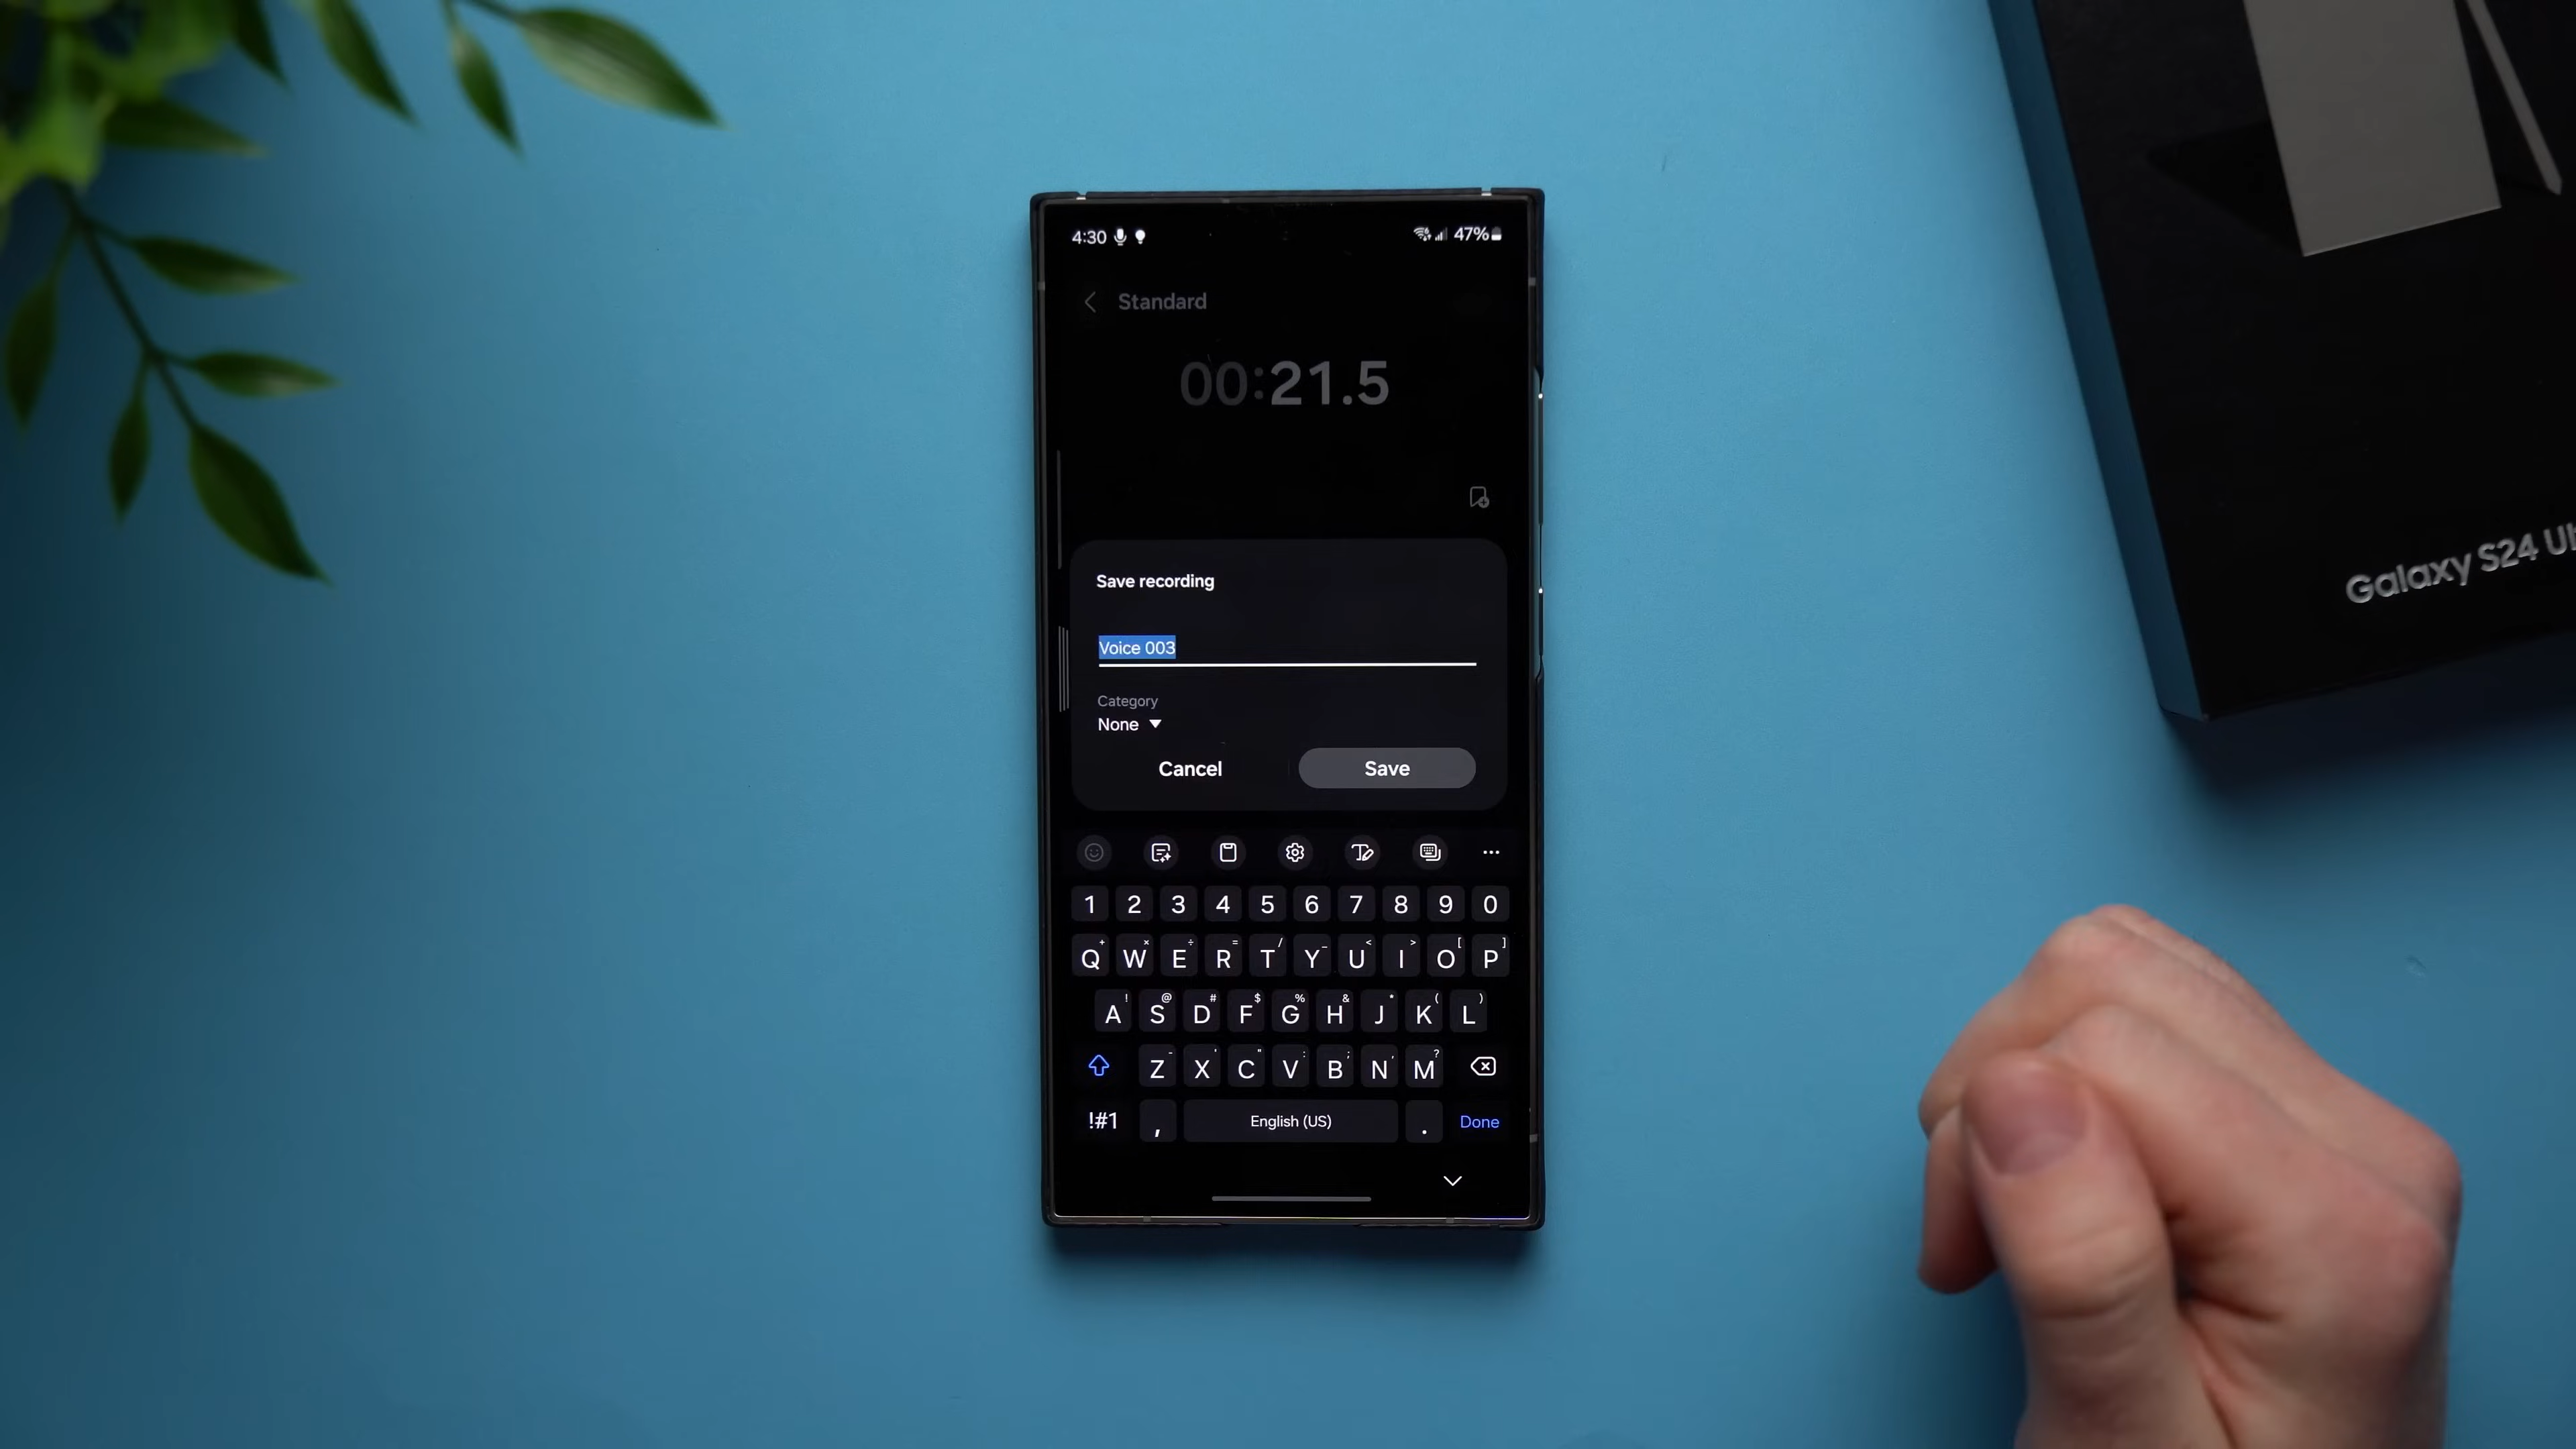 4:30
47%
Standard
00:21.5
Save recording
Voice 003
Category
None
Cancel
Save
1 2 3 4 5 6 7 8 9 0
Q W E R T Y U I O P
A S D F G H J K L
Z X C V B N M
!#1 , English (US) . Done
Galaxy S24